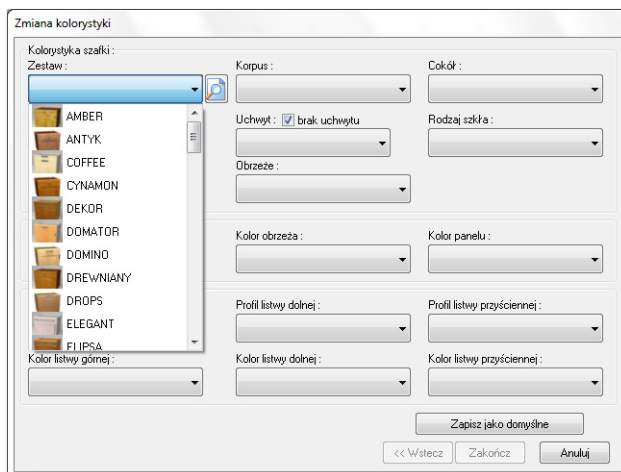 Zmiana kolorystyki
Kolorystyka szafki :
Zestaw :
Korpus :
Cokół :
AMBER
ANTYK
COFFEE
CYNAMON
DEKOR
DOMATOR
DOMINO
DREWNIANY
DROPS
ELEGANT
ELIPSA
Uchwyt : brak uchwytu
Rodzaj szkła :
Obrzeże :
Kolor obrzeża :
Kolor panelu :
Profil listwy dolnej :
Profil listwy przyściennej :
Kolor listwy górnej :
Kolor listwy dolnej :
Kolor listwy przyściennej :
Zapisz jako domyślne
<< Wstecz
Zakończ
Anuluj